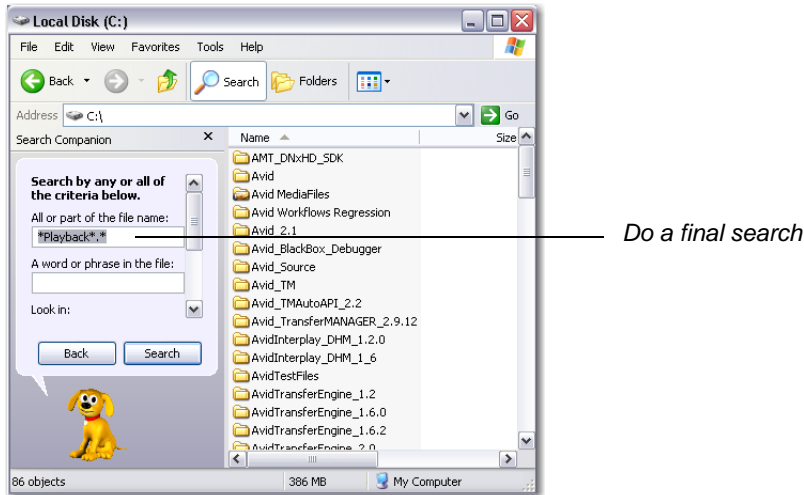 Local Disk (C:)
File Edit View Favorites Tools Help
Back Search Folders
Address C:\ Go
Search Companion X
Name Size
Search by any or all of
the criteria below.
All or part of the file name:
*Playback*.*
A word or phrase in the file:
Look in:
Back Search
AMT_DNxHD_SDK
Avid
Avid MediaFiles
Avid Workflows Regression
Avid_2.1
Avid_BlackBox_Debugger
Avid_Source
Avid_TM
Avid_TMAutoAPI_2.2
Avid_TransferMANAGER_2.9.12
AvidInterplay_DHM_1.2.0
AvidInterplay_DHM_1_6
AvidTestFiles
AvidTransferEngine_1.2
AvidTransferEngine_1.6.0
AvidTransferEngine_1.6.2
AvidTransferEngine_2.0
86 objects 386 MB My Computer
Do a final search